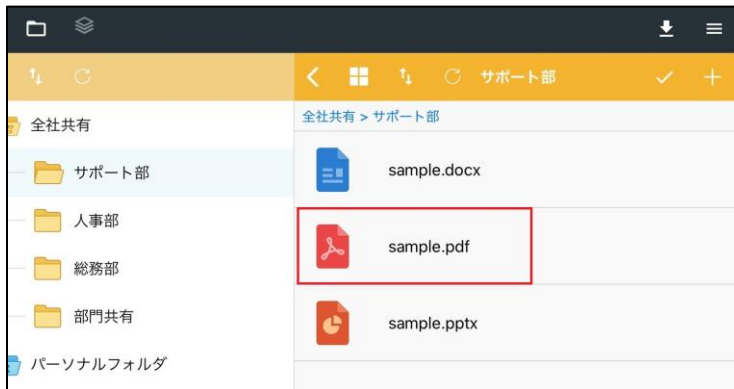 サポート部
全社共有
サポート部
人事部
総務部
部門共有
パーソナルフォルダ
全社共有 > サポート部
sample.docx
sample.pdf
sample.pptx